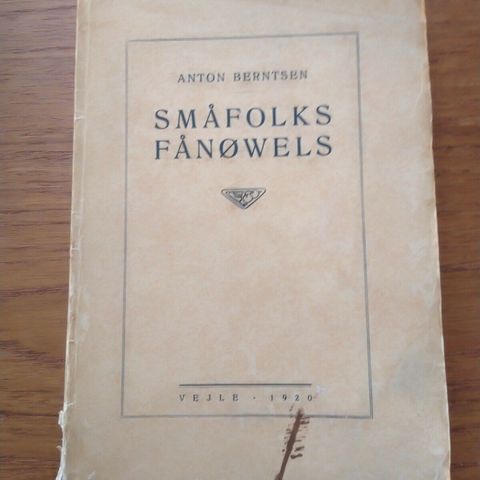 ANTON BERNTSEN
SMÅFOLKS
FÅNØWELS
VEJLE · 1920